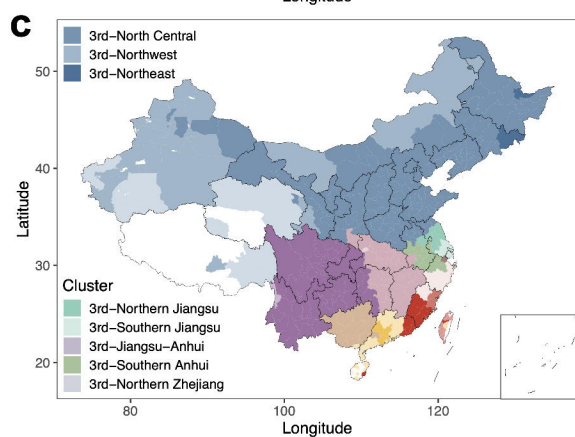 Longitude
C
3rd−North Central
3rd−Northwest
3rd−Northeast
50
40
30
20
Latitude
Cluster
3rd−Northern Jiangsu
3rd−Southern Jiangsu
3rd−Jiangsu−Anhui
3rd−Southern Anhui
3rd−Northern Zhejiang
80
100
120
Longitude